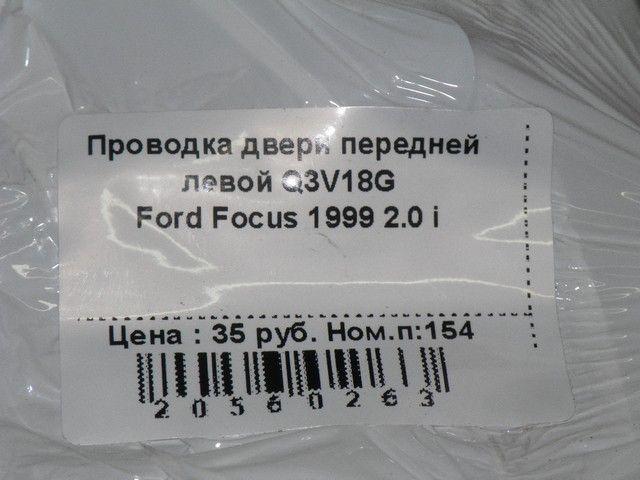 Проводка двери передней
левой Q3V18G
Ford Focus 1999 2.0 i
Цена : 35 руб. Ном.п:154
20560263